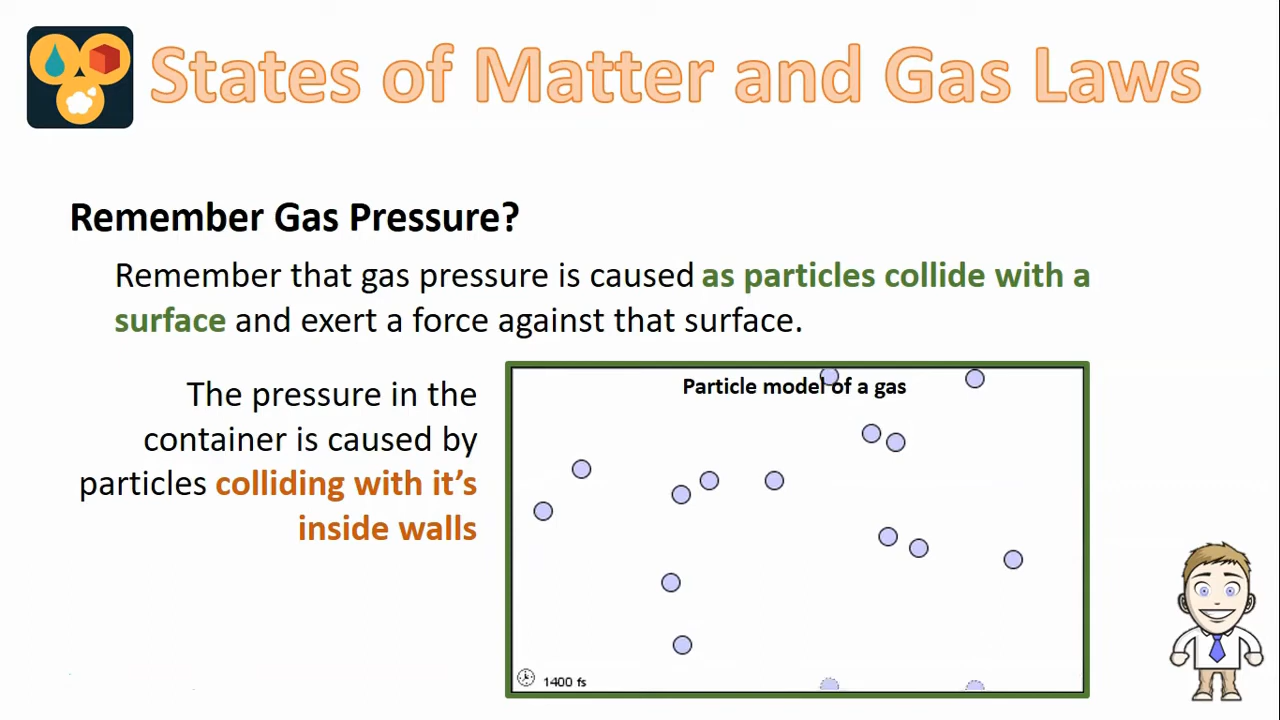 States of Matter and Gas Laws
Remember Gas Pressure?
Remember that gas pressure is caused as particles collide with a
surface and exert a force against that surface.
The pressure in the
container is caused by
particles colliding with it’s
inside walls
Particle model of a gas
1400 fs